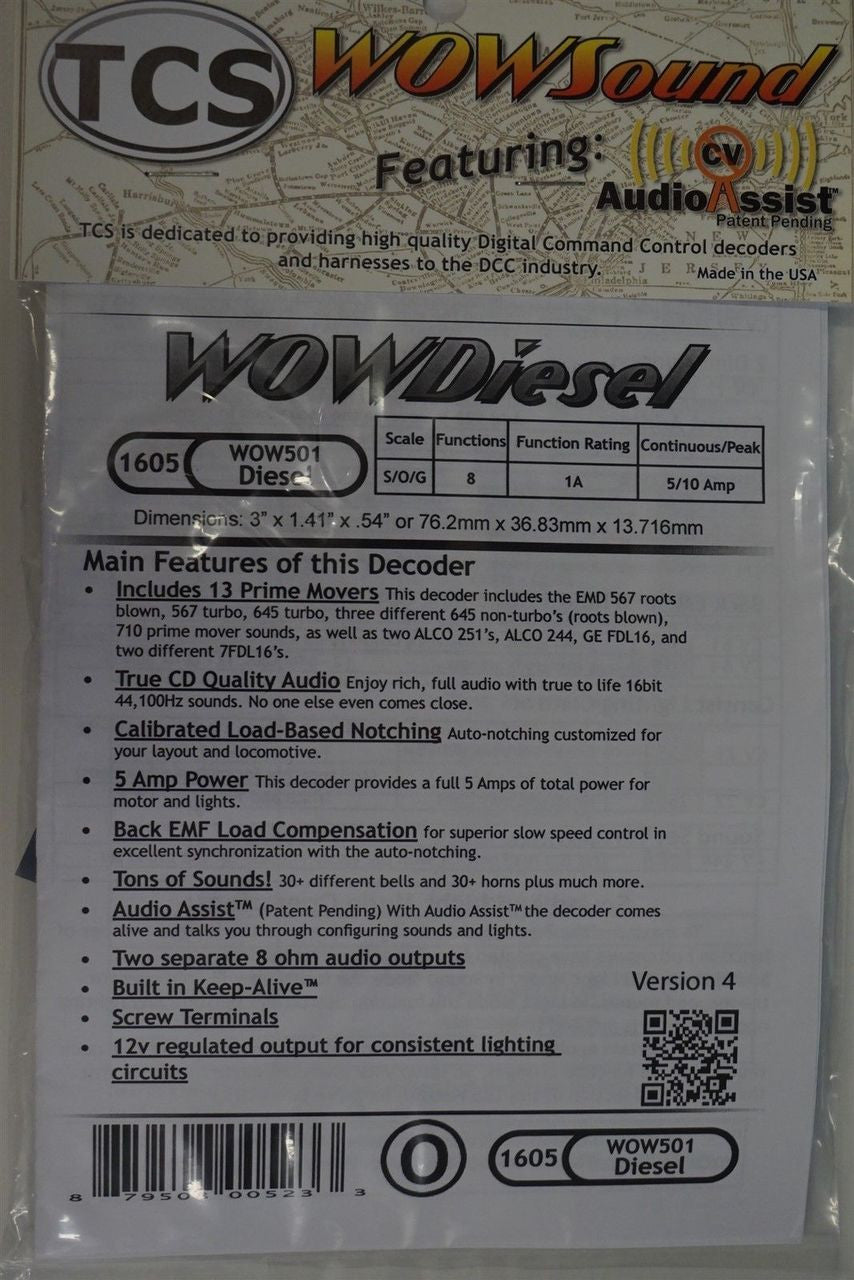 TCS
WOWSound
Featuring:
CV
AudioAssist™
Patent Pending
TCS is dedicated to providing high quality Digital Command Control decoders
and harnesses to the DCC industry.
Made in the USA
Harrisburg
Philadelphia
WOWDiesel
1605
WOW501
Diesel
Scale Functions Function Rating Continuous/Peak
S/O/G 8 1A 5/10 Amp
Dimensions: 3" x 1.41" x .54" or 76.2mm x 36.83mm x 13.716mm
Main Features of this Decoder
• Includes 13 Prime Movers This decoder includes the EMD 567 roots
blown, 567 turbo, 645 turbo, three different 645 non-turbo's (roots blown),
710 prime mover sounds, as well as two ALCO 251's, ALCO 244, GE FDL16, and
two different 7FDL16's.
• True CD Quality Audio Enjoy rich, full audio with true to life 16bit
44,100Hz sounds. No one else even comes close.
• Calibrated Load-Based Notching Auto-notching customized for
your layout and locomotive.
• 5 Amp Power This decoder provides a full 5 Amps of total power for
motor and lights.
• Back EMF Load Compensation for superior slow speed control in
excellent synchronization with the auto-notching.
• Tons of Sounds! 30+ different bells and 30+ horns plus much more.
• Audio Assist™ (Patent Pending) With Audio Assist™ the decoder comes
alive and talks you through configuring sounds and lights.
• Two separate 8 ohm audio outputs
• Built in Keep-Alive™
• Screw Terminals
• 12v regulated output for consistent lighting
circuits
Version 4
8 79508 00523 3
O
1605
WOW501
Diesel